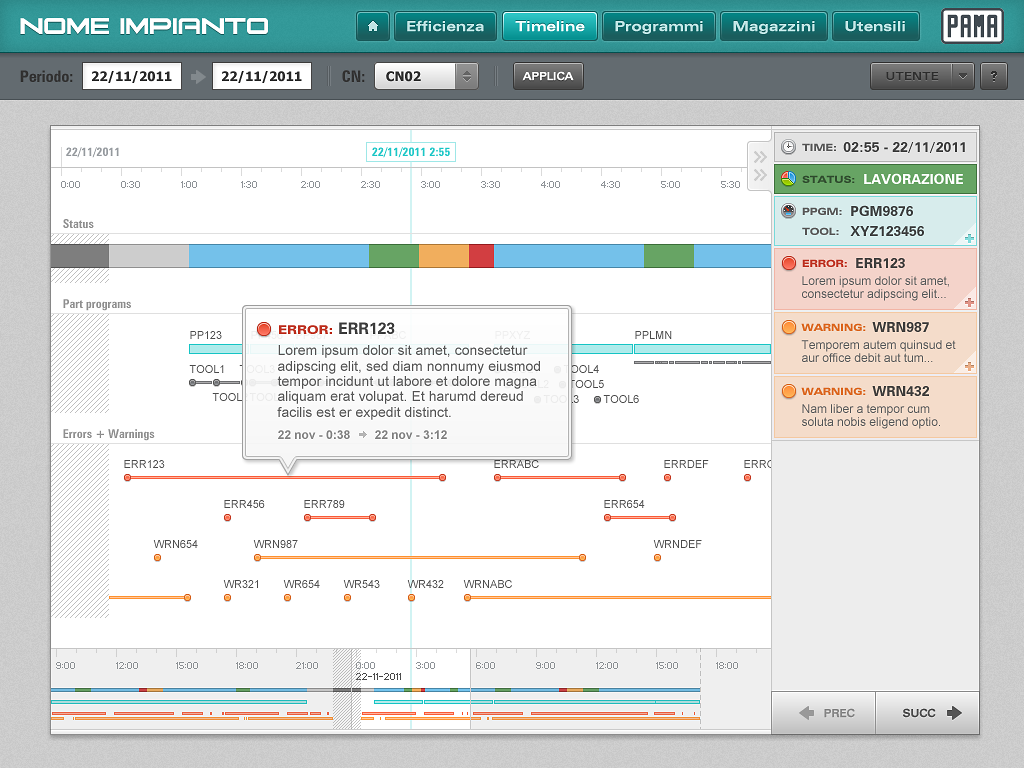 NOME IMPIANTO
Efficienza
Timeline
Programmi
Magazzini
Utensili
PAMA
Periodo:
22/11/2011
22/11/2011
CN:
CN02
APPLICA
UTENTE
?
22/11/2011
22/11/2011 2:55
0:00 0:30 1:00 1:30 2:00 2:30 3:00 3:30 4:00 4:30 5:00 5:30
Status
Part programs
PP123
PPXYZ
PPLMN
TOOL1
TOOL4
TOOL5
TOOL6
ERROR: ERR123
Lorem ipsum dolor sit amet, consectetur
adipscing elit, sed diam nonnumy eiusmod
tempor incidunt ut labore et dolore magna
aliquam erat volupat. Et harumd dereud
facilis est er expedit distinct.
22 nov - 0:38
22 nov - 3:12
Errors + Warnings
ERR123
ERRABC
ERRDEF
ERR456
ERR789
ERR654
WRN654
WRN987
WRNDEF
WR321
WR654
WR543
WR432
WRNABC
9:00 12:00 15:00 18:00 21:00 0:00 3:00 6:00 9:00 12:00 15:00 18:00
22-11-2011
TIME: 02:55 - 22/11/2011
STATUS: LAVORAZIONE
PPGM: PGM9876
TOOL: XYZ123456
ERROR: ERR123
Lorem ipsum dolor sit amet,
consectetur adipscing elit...
WARNING: WRN987
Temporem autem quinsud et
aur office debit aut tum...
WARNING: WRN432
Nam liber a tempor cum
soluta nobis eligend optio.
PREC
SUCC